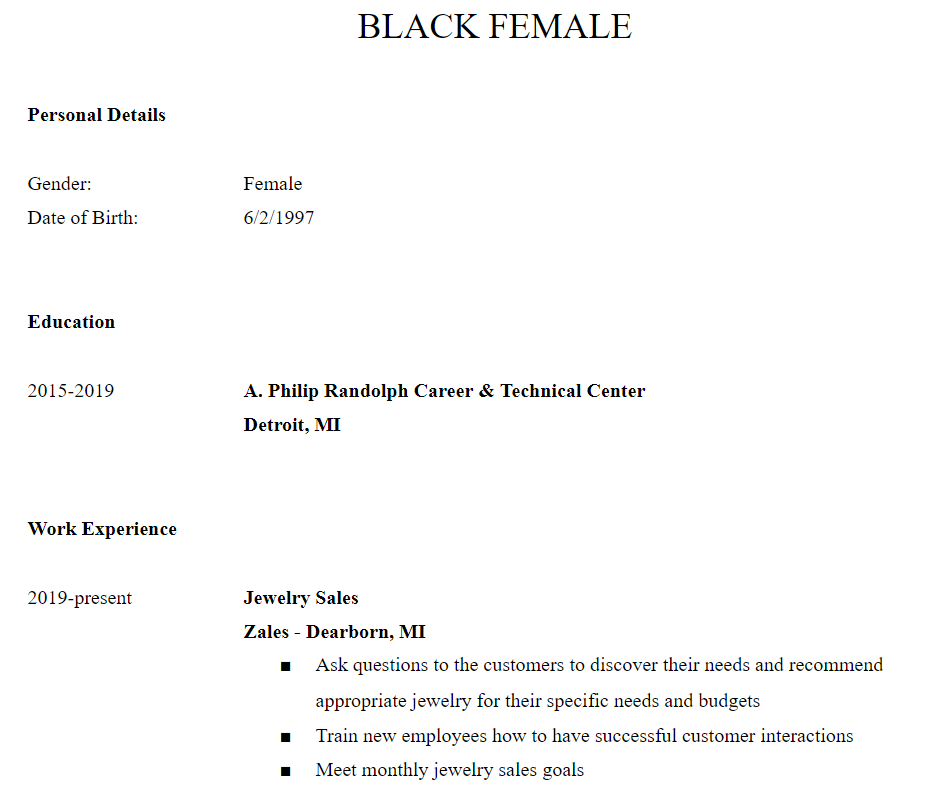 BLACK FEMALE
Personal Details
Gender: Female
Date of Birth: 6/2/1997
Education
2015-2019 A. Philip Randolph Career & Technical Center
Detroit, MI
Work Experience
2019-present Jewelry Sales
Zales - Dearborn, MI
■ Ask questions to the customers to discover their needs and recommend
appropriate jewelry for their specific needs and budgets
■ Train new employees how to have successful customer interactions
■ Meet monthly jewelry sales goals